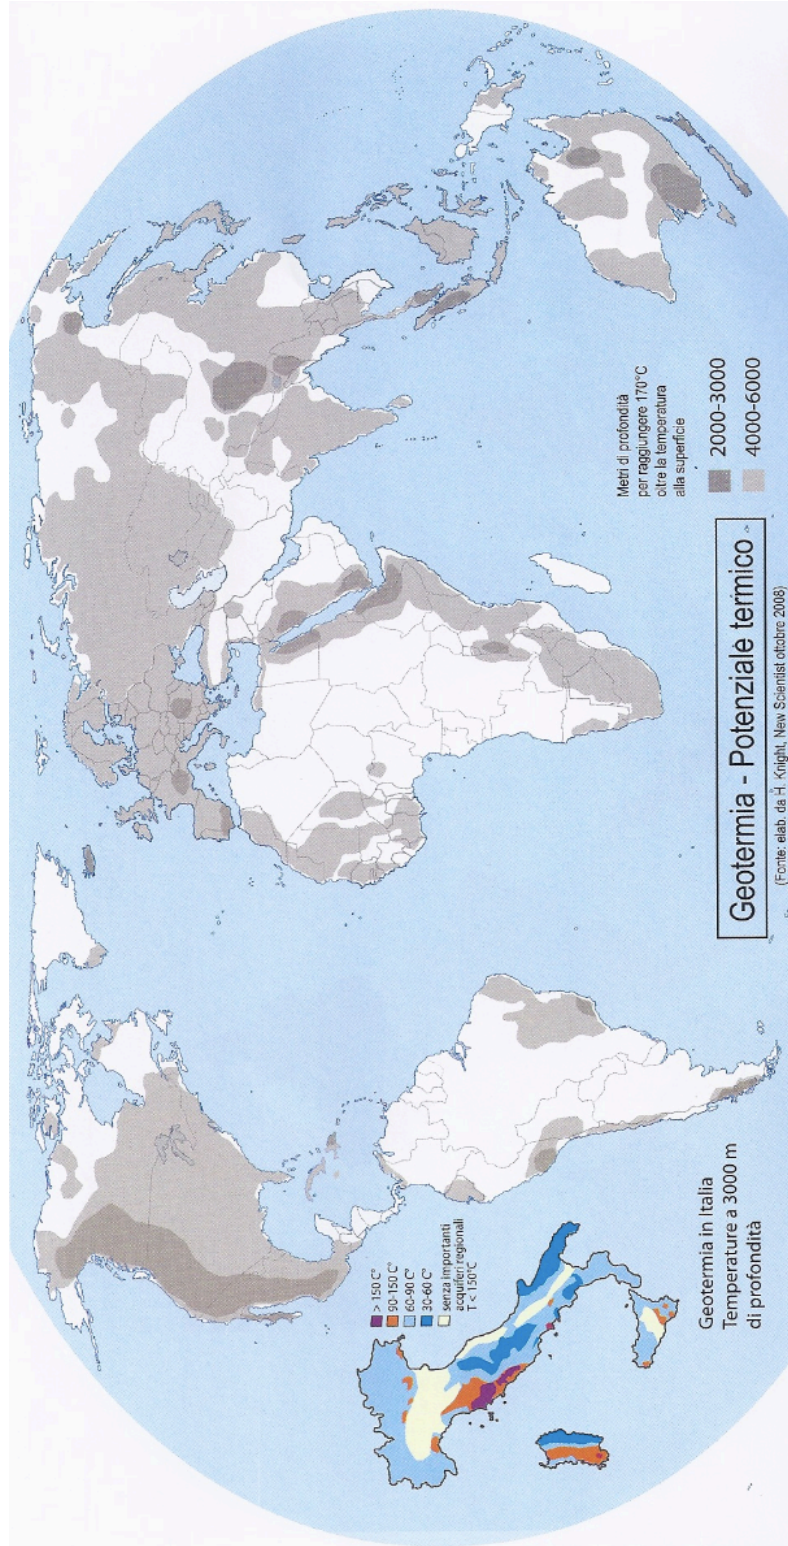 > 150 C°
90-150 C°
60-90 C°
30-60 C°
senza importanti
acquiferi regionali
T < 150°C
Geotermia in Italia
Temperature a 3000 m
di profondità
Geotermia - Potenziale termico
(Fonte: elab. da H. Knight, New Scientist ottobre 2008)
Metri di profondità
per raggiungere 170°C
oltre la temperatura
alla superficie
2000-3000
4000-6000